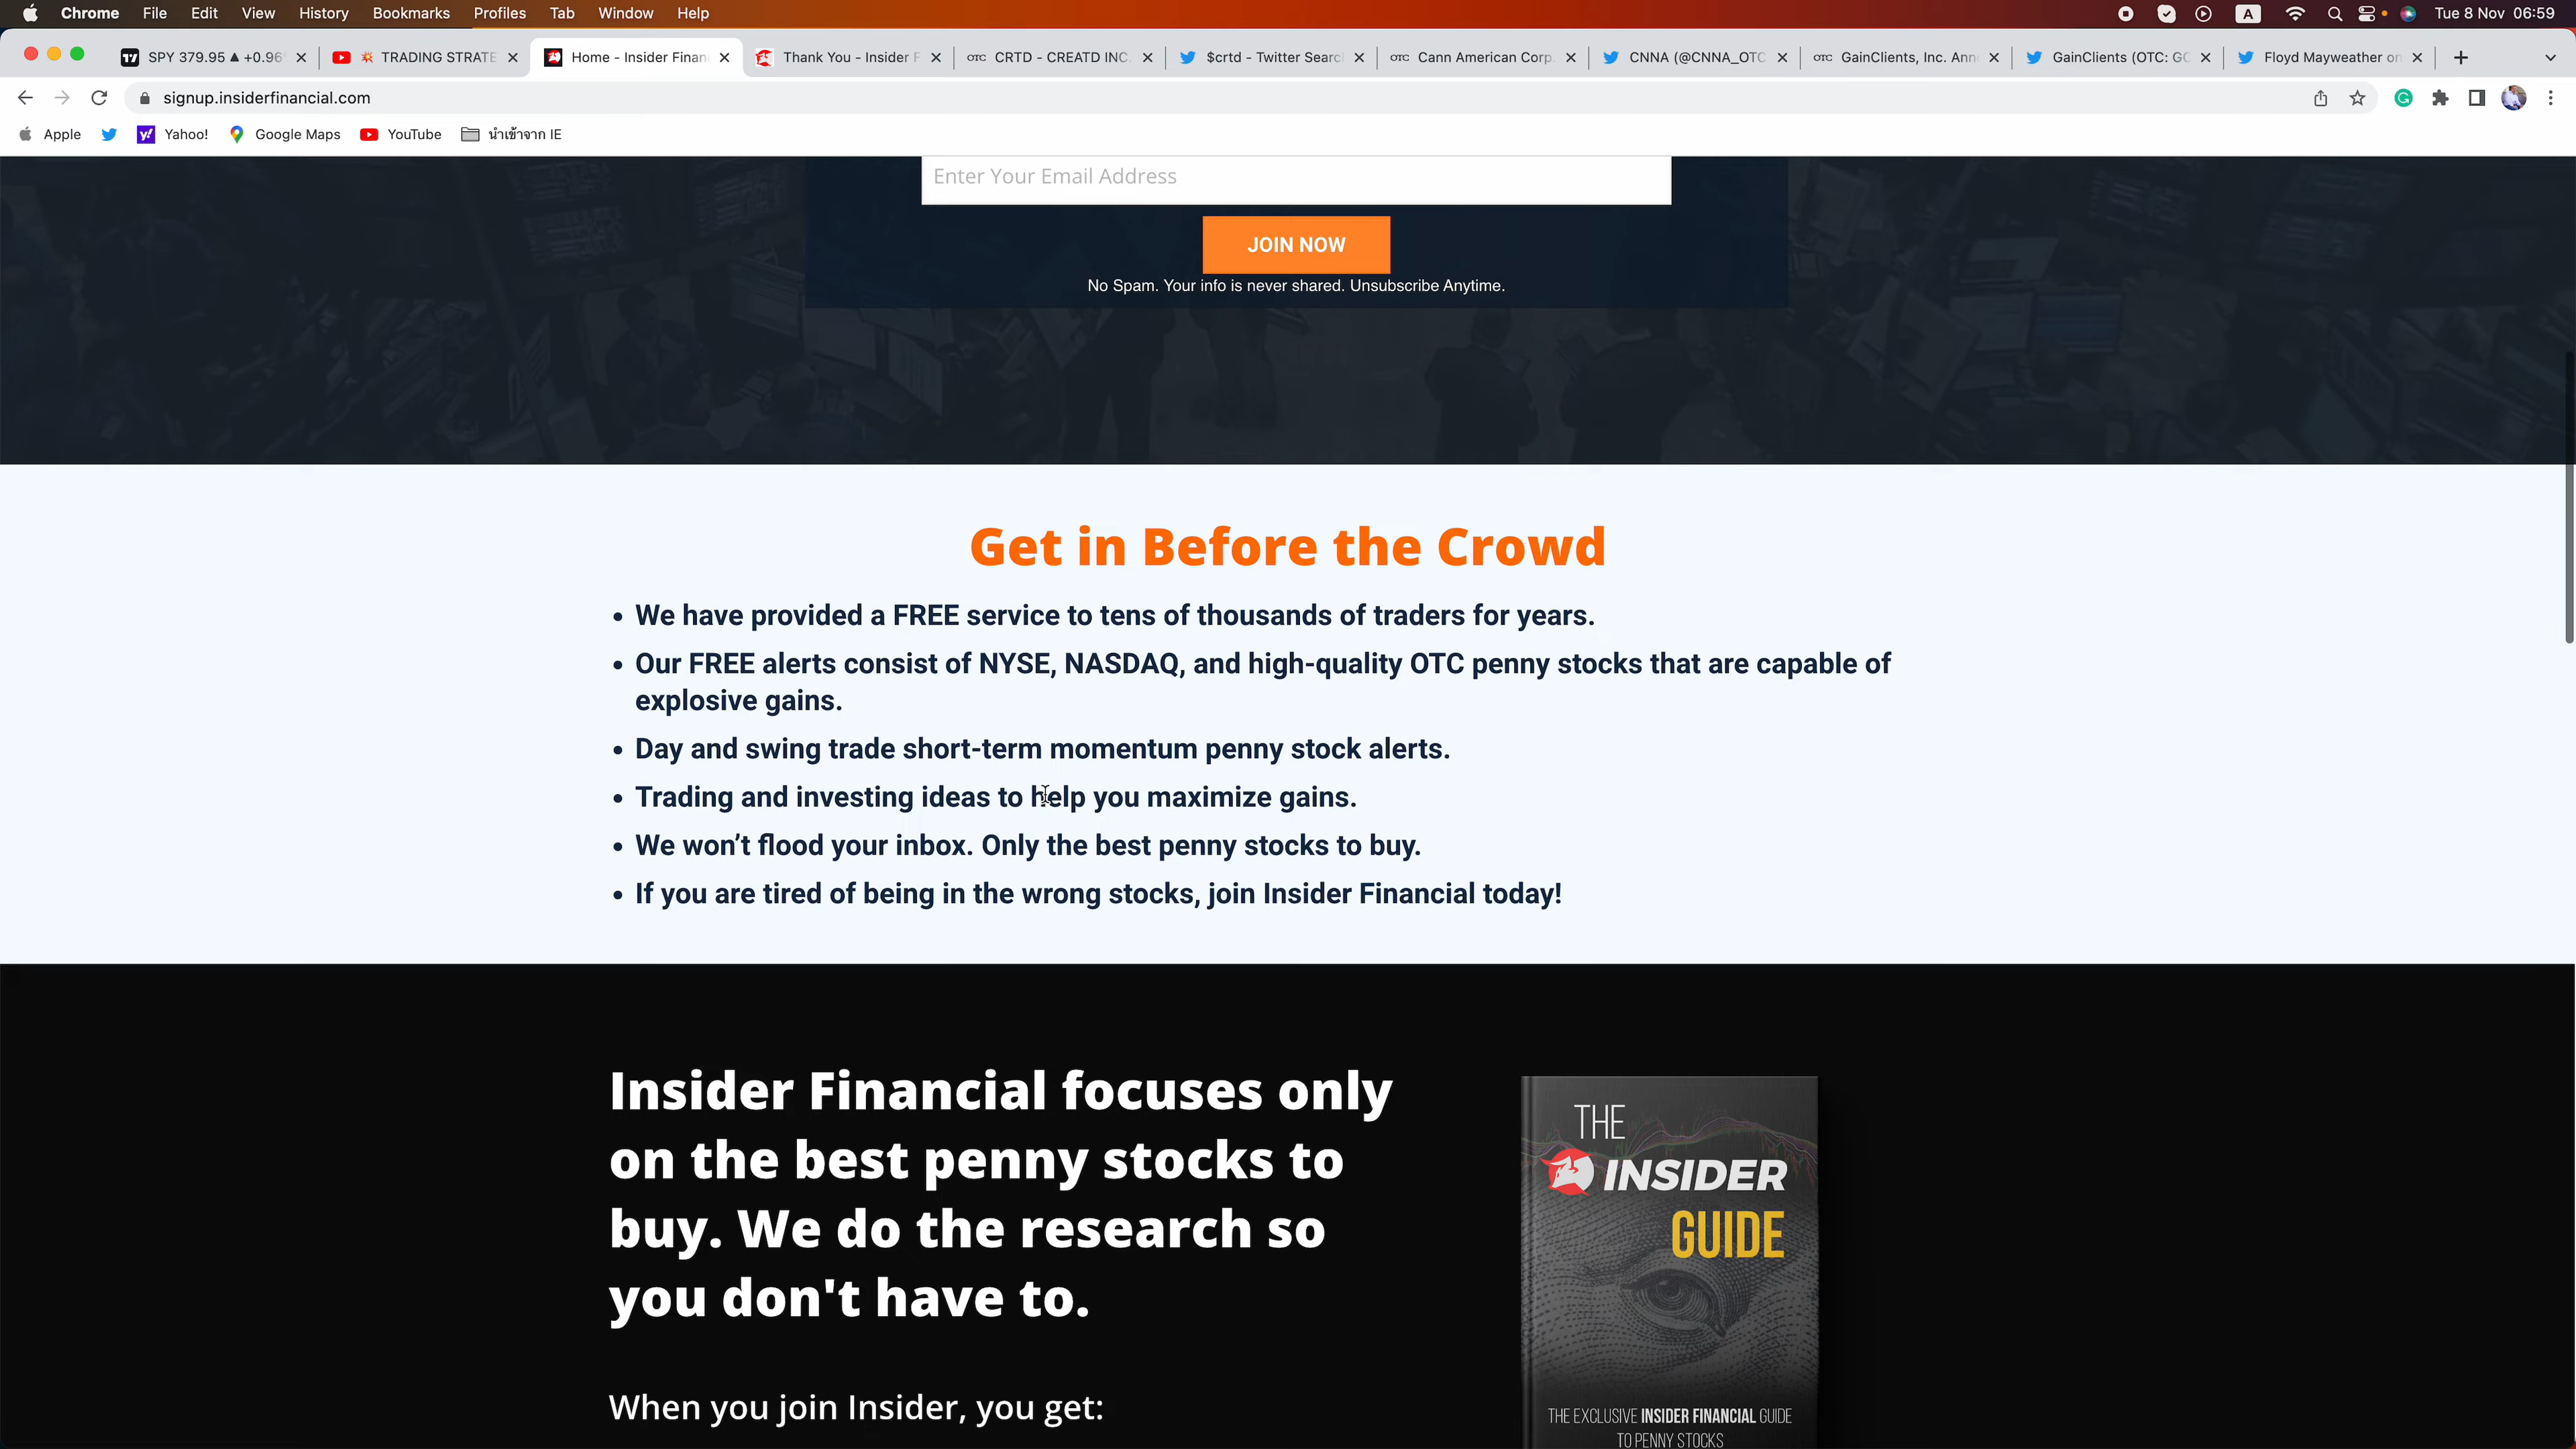 Chrome File Edit View History Bookmarks Profiles Tab Window Help A Tue 8 Nov 06:59
SPY 379.95 ▲ +0.96 TRADING STRATE Home - Insider Finan Thank You - Insider F OTC CRTD - CREATD INC. $crtd - Twitter Searc OTC Cann American Corp. CNNA (@CNNA_OTC OTC GainClients, Inc. Ann GainClients (OTC: GC Floyd Mayweather on
signup.insiderfinancial.com
Apple Yahoo! Google Maps YouTube นำเข้าจาก IE
Enter Your Email Address
JOIN NOW
No Spam. Your info is never shared. Unsubscribe Anytime.
Get in Before the Crowd
• We have provided a FREE service to tens of thousands of traders for years.
• Our FREE alerts consist of NYSE, NASDAQ, and high-quality OTC penny stocks that are capable of
explosive gains.
• Day and swing trade short-term momentum penny stock alerts.
• Trading and investing ideas to help you maximize gains.
• We won’t flood your inbox. Only the best penny stocks to buy.
• If you are tired of being in the wrong stocks, join Insider Financial today!
Insider Financial focuses only
on the best penny stocks to
buy. We do the research so
you don't have to.
When you join Insider, you get:
THE
INSIDER
GUIDE
THE EXCLUSIVE INSIDER FINANCIAL GUIDE
TO PENNY STOCKS